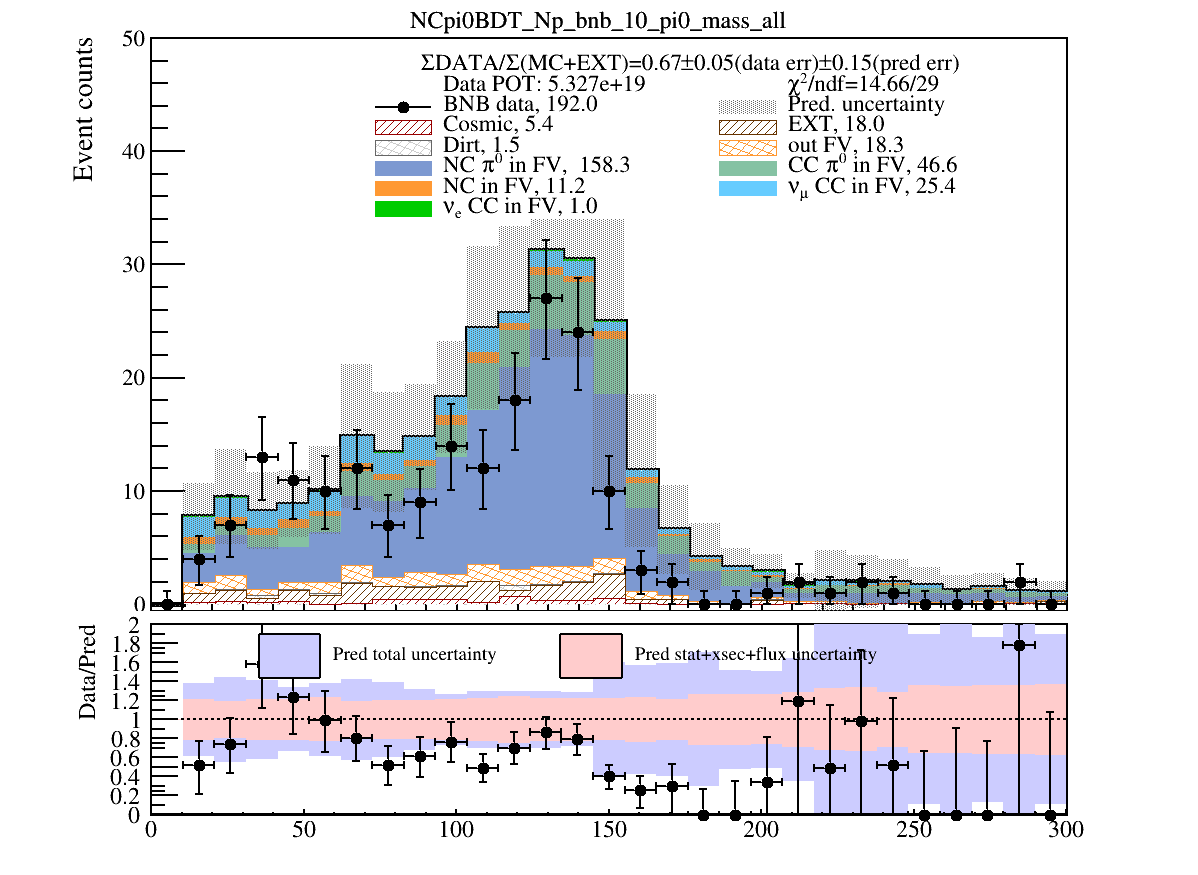 NCpi0BDT_Np_bnb_10_pi0_mass_all
ΣDATA/Σ(MC+EXT)=0.67±0.05(data err)±0.15(pred err)
Data POT: 5.327e+19 χ²/ndf=14.66/29
BNB data, 192.0 Pred. uncertainty
Cosmic, 5.4 EXT, 18.0
Dirt, 1.5 out FV, 18.3
NC π⁰ in FV, 158.3 CC π⁰ in FV, 46.6
NC in FV, 11.2 νμ CC in FV, 25.4
νe CC in FV, 1.0
Event counts
50
40
30
20
10
0
Pred total uncertainty Pred stat+xsec+flux uncertainty
Data/Pred
2
1.8
1.6
1.4
1.2
1
0.8
0.6
0.4
0.2
0
0 50 100 150 200 250 300